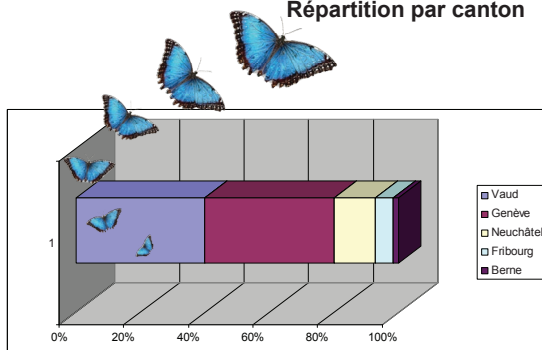 Répartition par canton
1
0%
20%
40%
60%
80%
100%
Vaud
Genève
Neuchâtel
Fribourg
Berne